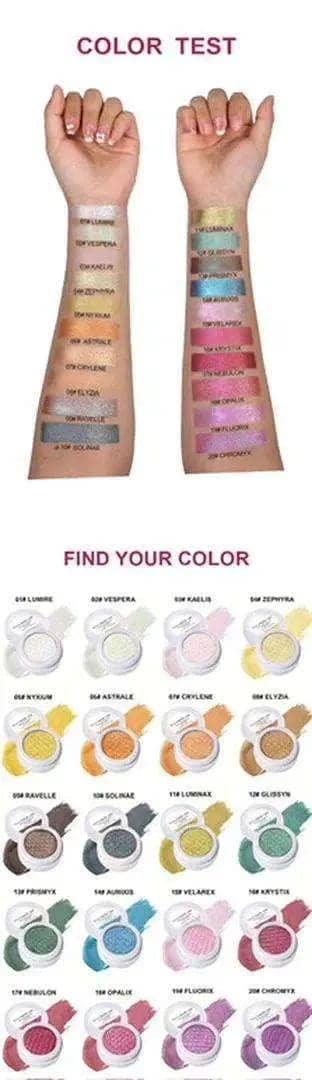 COLOR TEST
01# LUMIRE
02# VESPERA
03# KAELIS
04# ZEPHYRA
05# NYXIUM
06# ASTRALE
07# CRYLENE
08# ELYZIA
09# RAVELLE
10# SOLINAE
11# LUMINAX
12# GLISSYN
13# PRISMYX
14# AURIXUS
15# VELAREX
16# KRYSTIX
17# NEBULON
18# OPALIX
19# FLUORIX
20# CHROMYX
FIND YOUR COLOR
01# LUMIRE
02# VESPERA
03# KAELIS
04# ZEPHYRA
05# NYXIUM
06# ASTRALE
07# CRYLENE
08# ELYZIA
09# RAVELLE
10# SOLINAE
11# LUMINAX
12# GLISSYN
13# PRISMYX
14# AURIXUS
15# VELAREX
16# KRYSTIX
17# NEBULON
18# OPALIX
19# FLUORIX
20# CHROMYX